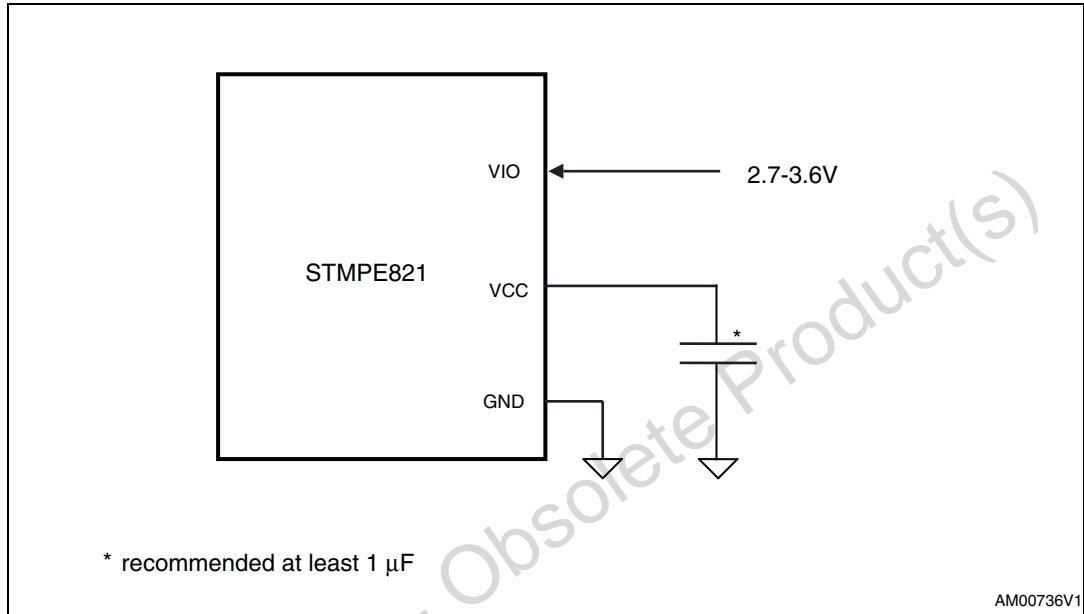 VIO
2.7-3.6V
STMPE821
VCC
*
GND
* recommended at least 1 μF
Obsolete Product(s)
AM00736V1